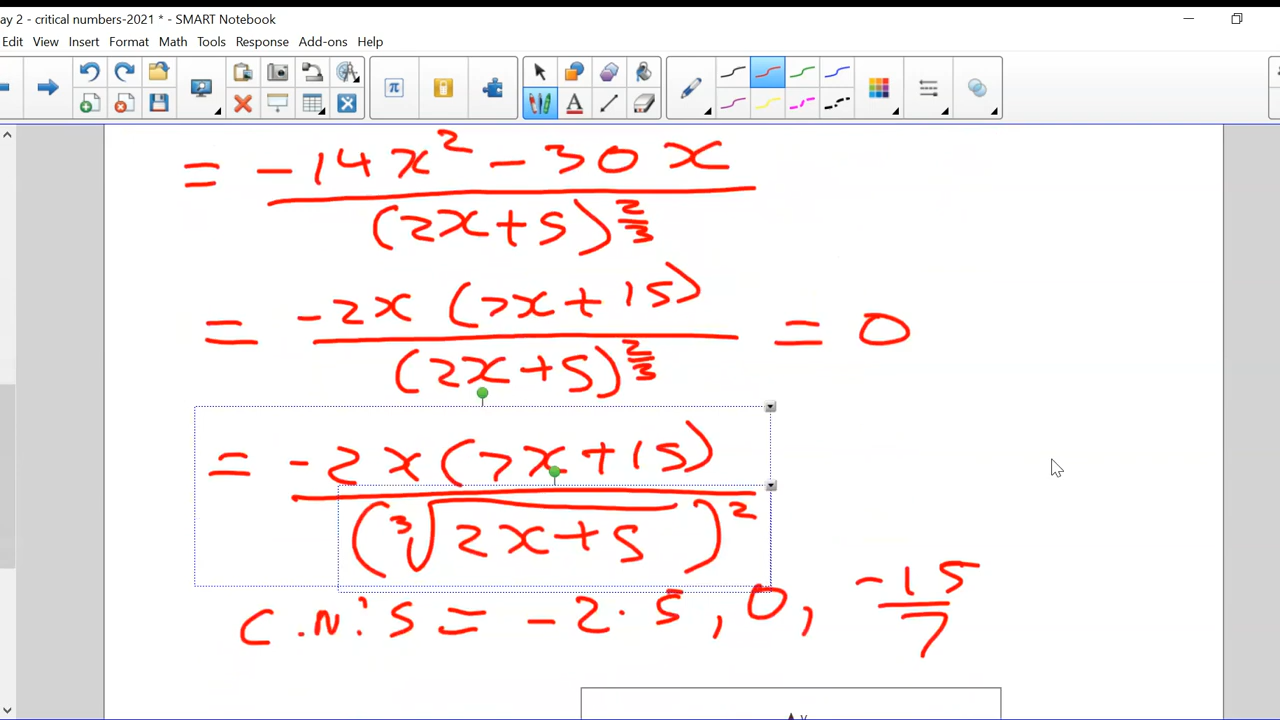 ay 2 - critical numbers-2021 * - SMART Notebook
Edit View Insert Format Math Tools Response Add-ons Help
= -14x² - 30x / (2x+5)^(2/3)
= -2x (7x+15) / (2x+5)^(2/3) = 0
= -2x(7x+15) / (∛(2x+5))²
C.N.'S = -2.5, 0, -15/7
y